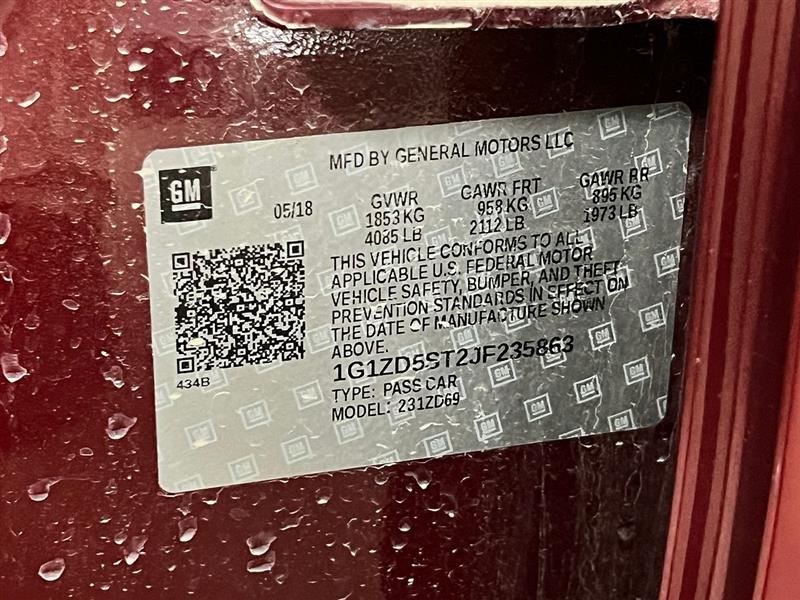 MFD BY GENERAL MOTORS LLC
GM
05/18
GVWR
1853 KG
4085 LB
GAWR FRT
958 KG
2112 LB
GAWR RR
895 KG
1973 LB
THIS VEHICLE CONFORMS TO ALL
APPLICABLE U.S. FEDERAL MOTOR
VEHICLE SAFETY, BUMPER, AND THEFT
PREVENTION STANDARDS IN EFFECT ON
THE DATE OF MANUFACTURE SHOWN
ABOVE.
1G1ZD5ST2JF235863
TYPE: PASS CAR
MODEL: 231ZD69
434B